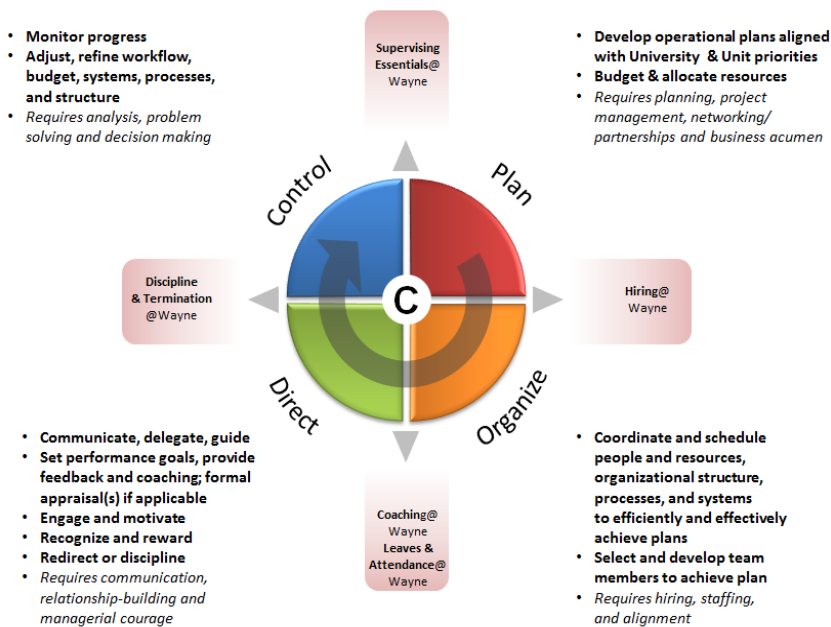 • Monitor progress
• Adjust, refine workflow,
budget, systems, processes,
and structure
• Requires analysis, problem
solving and decision making
Supervising
Essentials@
Wayne
• Develop operational plans aligned
with University & Unit priorities
• Budget & allocate resources
• Requires planning, project
management, networking/
partnerships and business acumen
Control
Plan
Discipline
& Termination
@Wayne
C
Hiring@
Wayne
Direct
Organize
• Communicate, delegate, guide
• Set performance goals, provide
feedback and coaching; formal
appraisal(s) if applicable
• Engage and motivate
• Recognize and reward
• Redirect or discipline
• Requires communication,
relationship-building and
managerial courage
Coaching@
Wayne
Leaves &
Attendance@
Wayne
• Coordinate and schedule
people and resources,
organizational structure,
processes, and systems
to efficiently and effectively
achieve plans
• Select and develop team
members to achieve plan
• Requires hiring, staffing,
and alignment